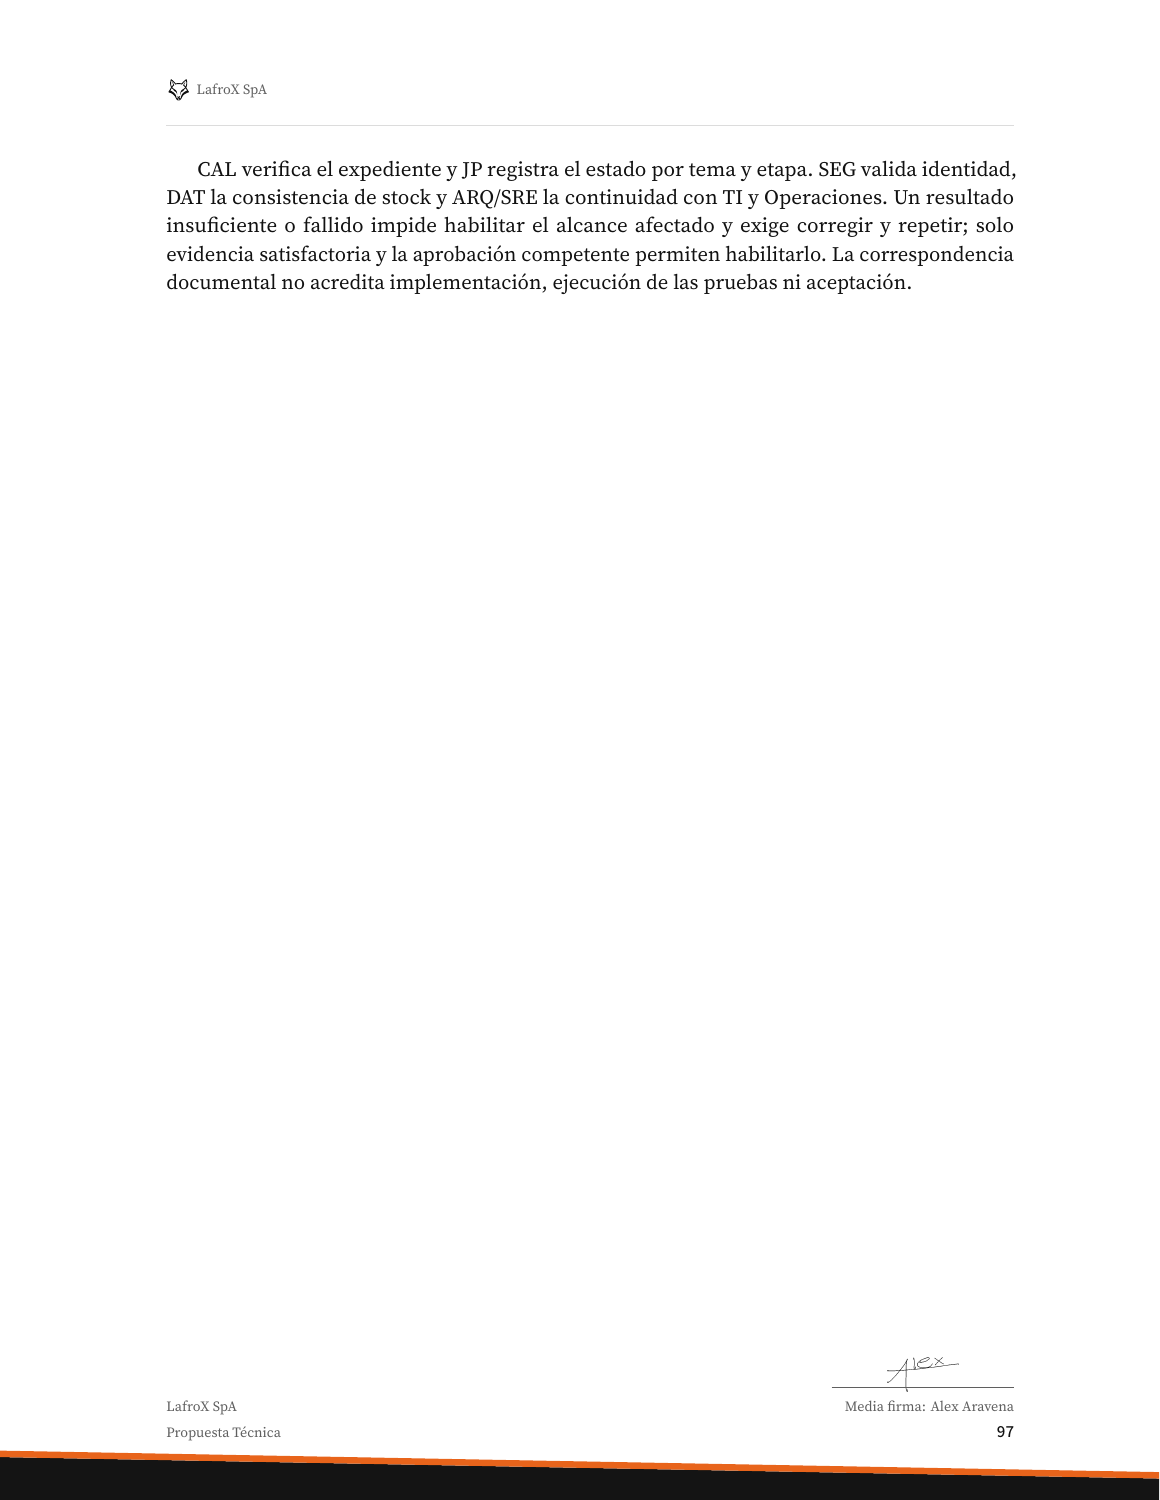 LafroX SpA
CAL verifica el expediente y JP registra el estado por tema y etapa. SEG valida identidad,
DAT la consistencia de stock y ARQ/SRE la continuidad con TI y Operaciones. Un resultado
insuficiente o fallido impide habilitar el alcance afectado y exige corregir y repetir; solo
evidencia satisfactoria y la aprobación competente permiten habilitarlo. La correspondencia
documental no acredita implementación, ejecución de las pruebas ni aceptación.
Alex
LafroX SpA
Media firma: Alex Aravena
Propuesta Técnica
97